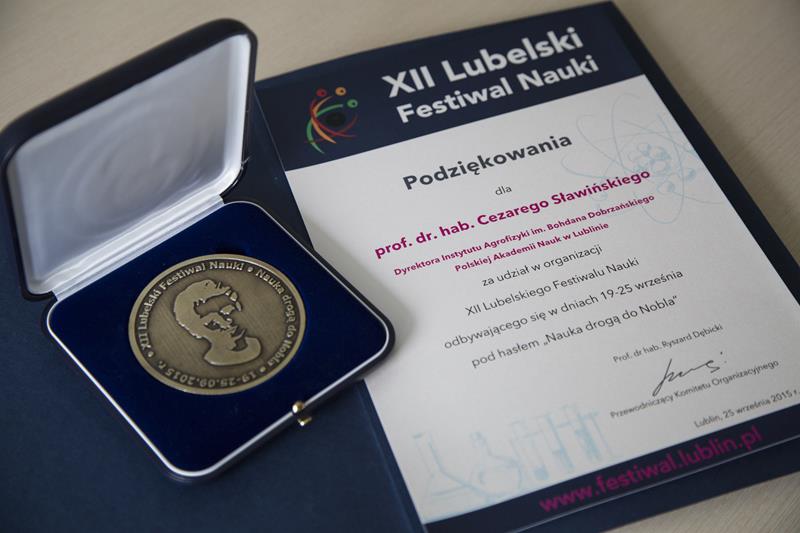 XII Lubelski
Festiwal Nauki
Podziękowania
dla
prof. dr. hab. Cezarego Sławińskiego
Dyrektora Instytutu Agrofizyki im. Bohdana Dobrzańskiego
Polskiej Akademii Nauk w Lublinie
za udział w organizacji
XII Lubelskiego Festiwalu Nauki
odbywającego się w dniach 19-25 września
pod hasłem „Nauka drogą do Nobla”
Prof. dr hab. Ryszard Dębicki
Przewodniczący Komitetu Organizacyjnego
Lublin, 25 września 2015 r.
www.festiwal.lublin.pl
XII Lubelski Festiwal Nauki • Nauka drogą do Nobla • 19-25.09.2015 r. •